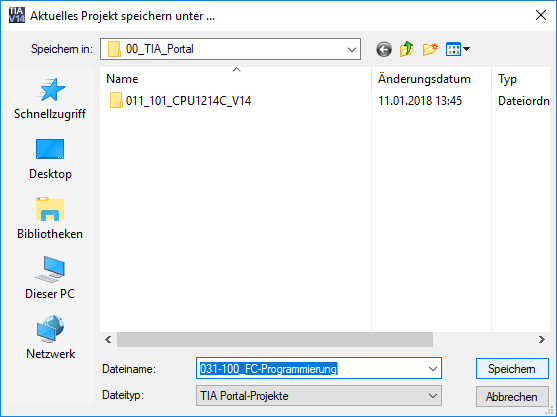 TIA V14 Aktuelles Projekt speichern unter ...
Speichern in: 00_TIA_Portal
Name Änderungsdatum Typ
011_101_CPU1214C_V14 11.01.2018 13:45 Dateiordn
Schnellzugriff
Desktop
Bibliotheken
Dieser PC
Netzwerk
Dateiname: 031-100_FC-Programmierung Speichern
Dateityp: TIA Portal-Projekte Abbrechen